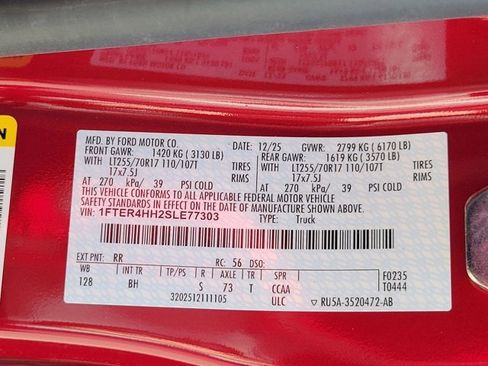 MFD. BY FORD MOTOR CO. 12/25 GVWR: 2799 KG ( 6170 LB)
FRONT GAWR: 1420 KG ( 3130 LB) REAR GAWR: 1619 KG ( 3570 LB)
WITH LT255/70R17 110/107T TIRES WITH LT255/70R17 110/107T TIRES
17x7.5J RIMS 17x7.5J RIMS
AT 270 kPa/ 39 PSI COLD AT 270 kPa/ 39 PSI COLD
THIS VEHICLE CONFORMS TO ALL APPLICABLE FEDERAL MOTOR VEHICLE
SAFETY STANDARDS IN EFFECT ON THE DATE OF MANUFACTURE SHOWN ABOVE.
VIN: 1FTER4HH2SLE77303 TYPE: Truck
EXT PNT: RR RC: 56 DSO:
WB INT TR TP/PS R AXLE TR SPR F0235
128 BH S 73 T CCAA T0444
3202512111105 ULC RU5A-3520472-AB